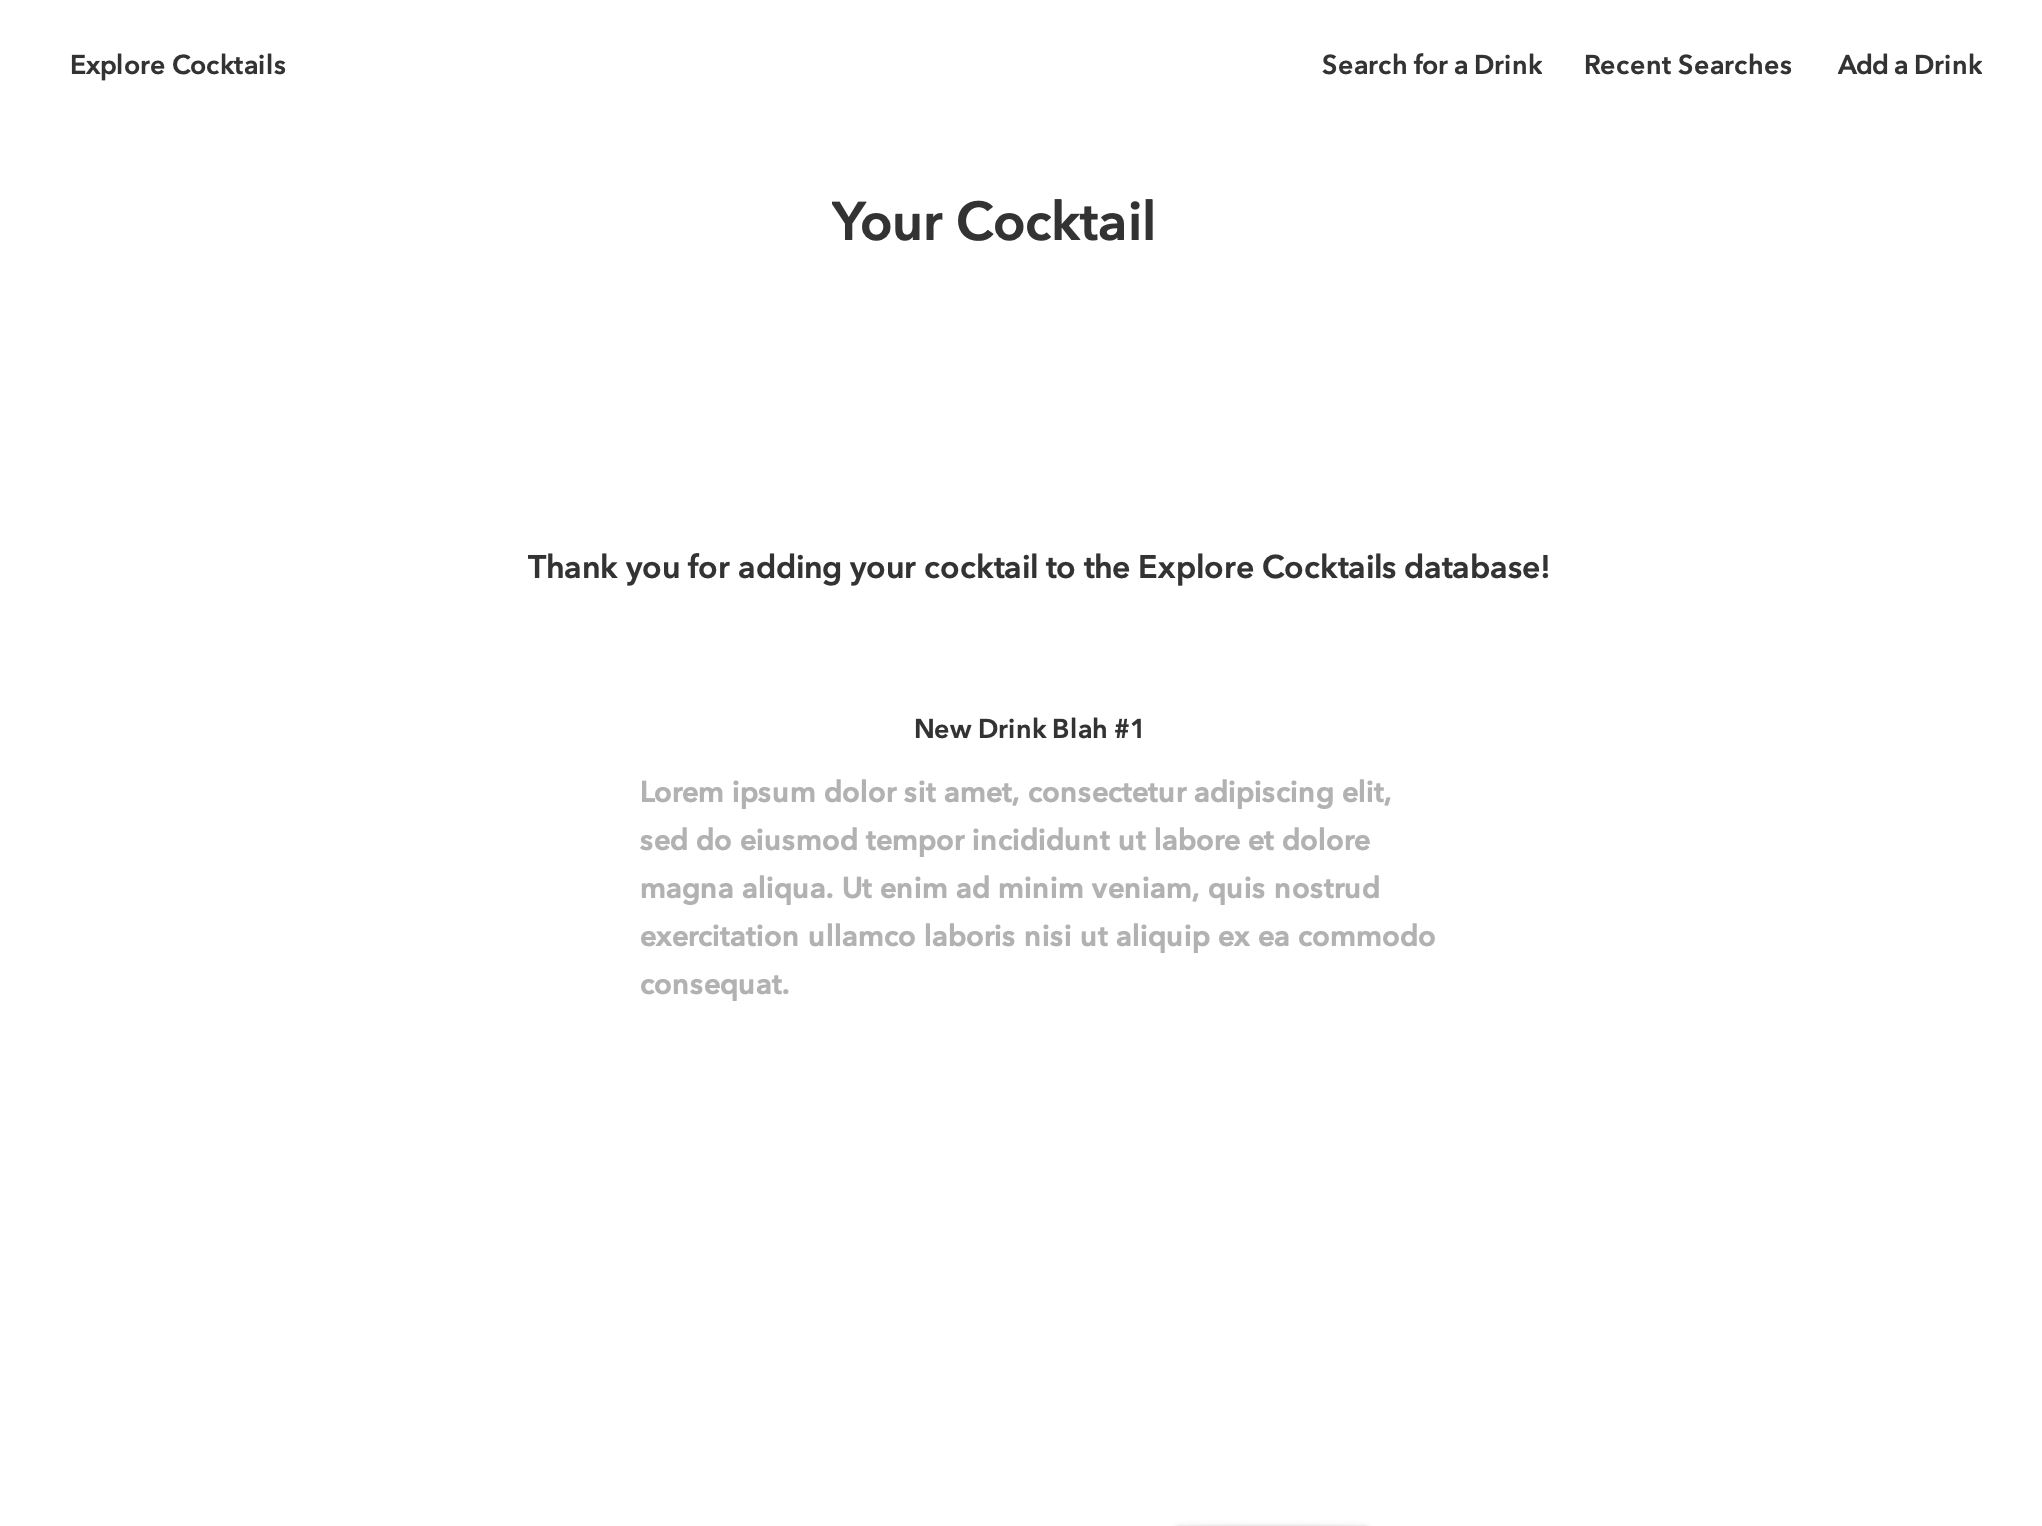 Explore Cocktails
Search for a Drink
Recent Searches
Add a Drink
Your Cocktail
Thank you for adding your cocktail to the Explore Cocktails database!
New Drink Blah #1
Lorem ipsum dolor sit amet, consectetur adipiscing elit,
sed do eiusmod tempor incididunt ut labore et dolore
magna aliqua. Ut enim ad minim veniam, quis nostrud
exercitation ullamco laboris nisi ut aliquip ex ea commodo
consequat.